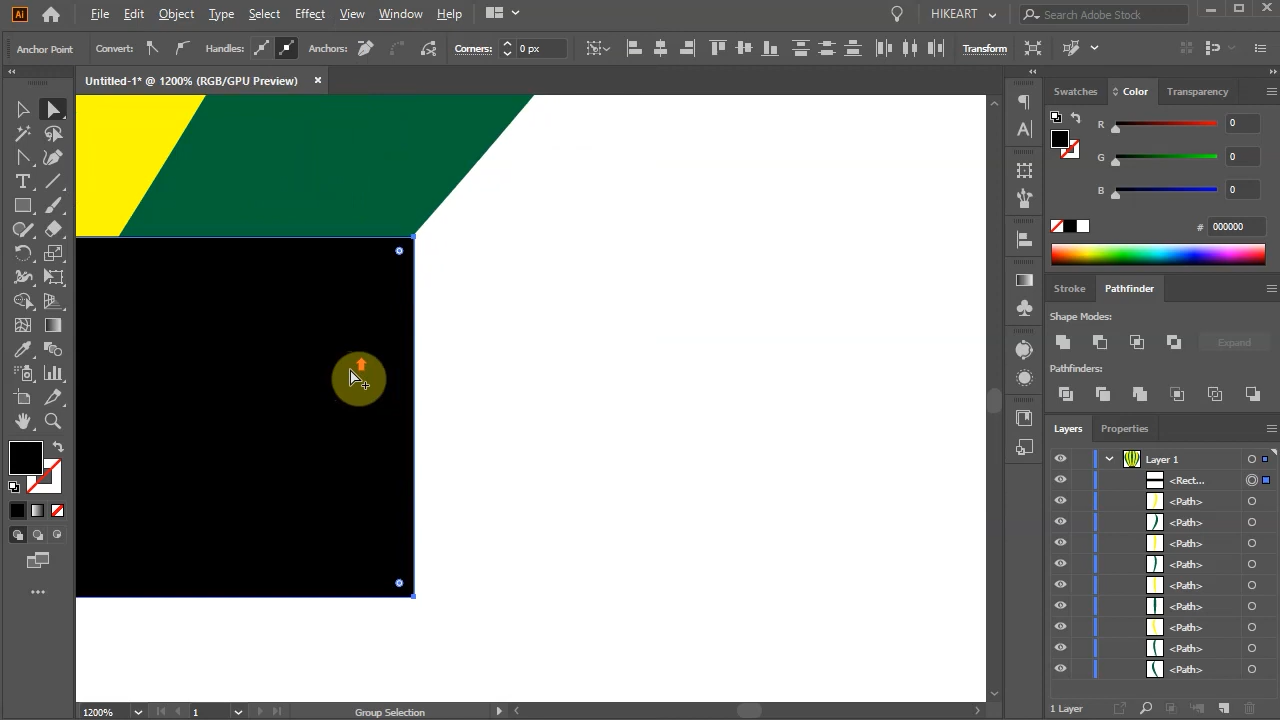 Ai File Edit Object Type Select Effect View Window Help HIKEART Search Adobe Stock
Anchor Point Convert: Handles: Anchors: Corners: 0 px Transform
Untitled-1* @ 1200% (RGB/GPU Preview) ×
Swatches Color Transparency
R 0
G 0
B 0
# 000000
Stroke Pathfinder
Shape Modes:
Expand
Pathfinders:
Layers Properties
Layer 1
<Rect...
<Path>
<Path>
<Path>
<Path>
<Path>
<Path>
<Path>
<Path>
<Path>
1 Layer
1200% 1 Group Selection